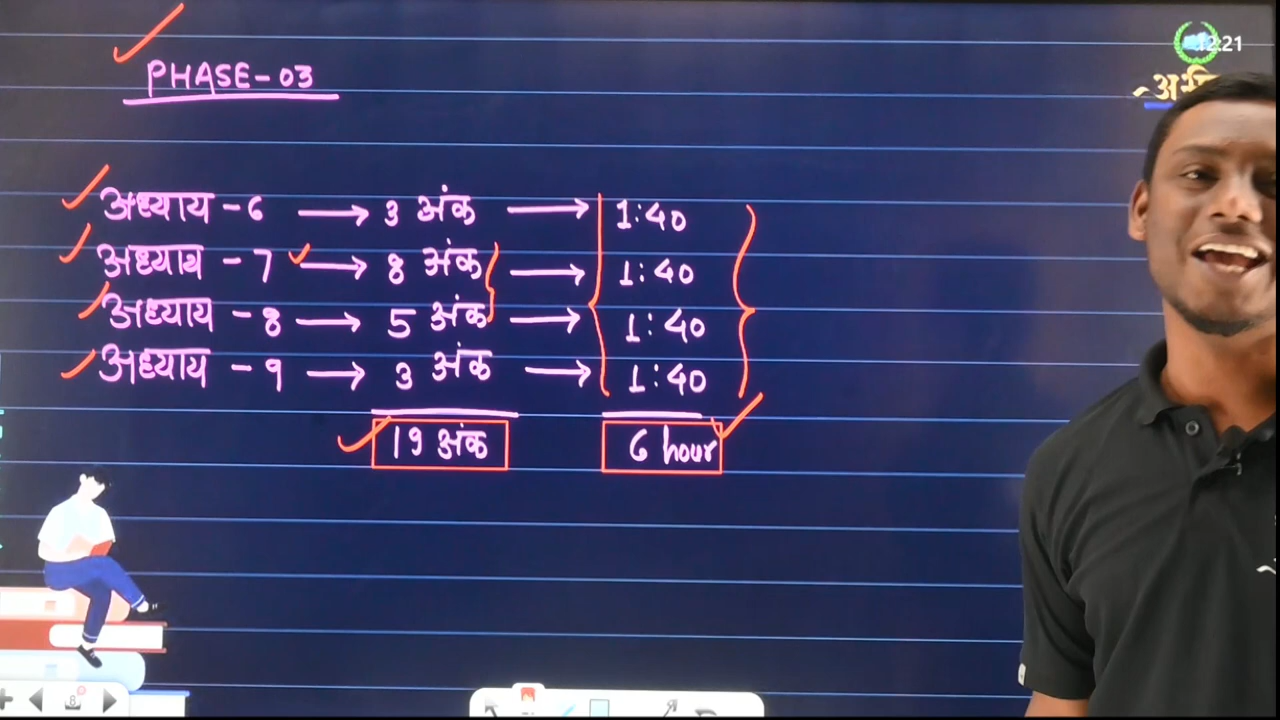 12:21
PHASE-03
अध्याय - 6 → 3 अंक → 1:40
अध्याय - 7 → 8 अंक → 1:40
अध्याय - 8 → 5 अंक → 1:40
अध्याय - 9 → 3 अंक → 1:40
19 अंक 6 hour